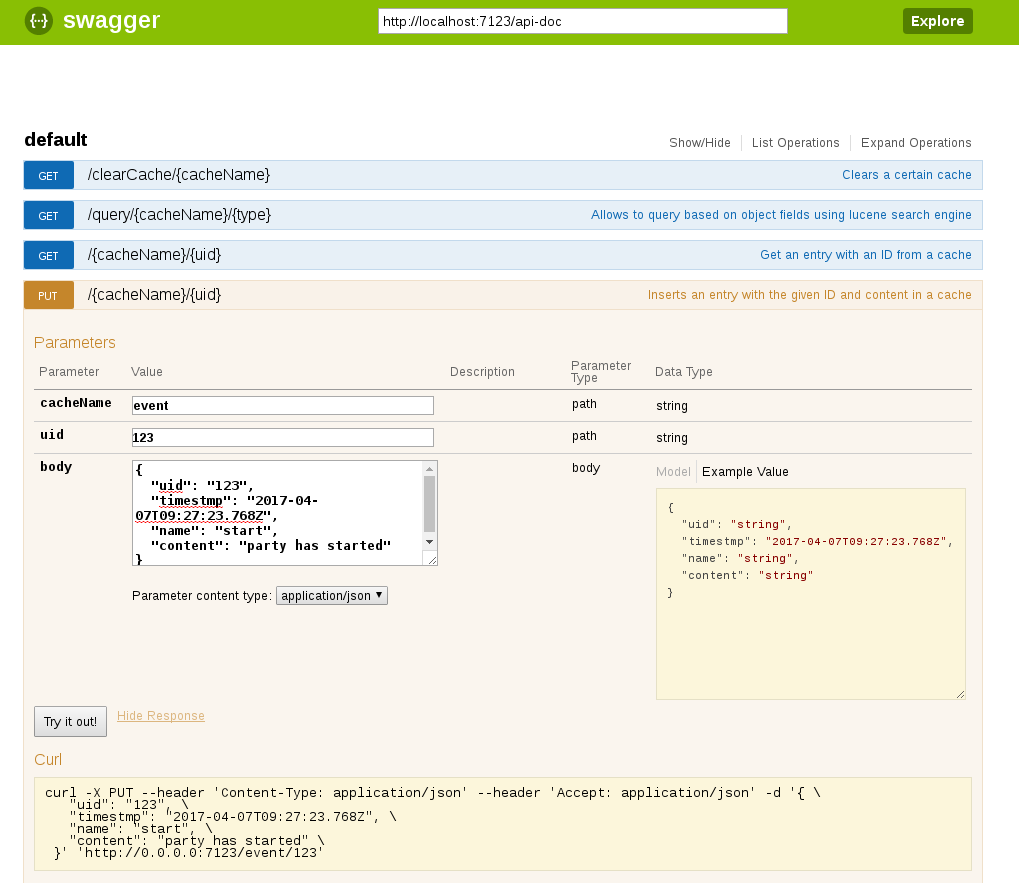 {···} swagger http://localhost:7123/api-doc Explore
default Show/Hide List Operations Expand Operations
GET /clearCache/{cacheName} Clears a certain cache
GET /query/{cacheName}/{type} Allows to query based on object fields using lucene search engine
GET /{cacheName}/{uid} Get an entry with an ID from a cache
PUT /{cacheName}/{uid} Inserts an entry with the given ID and content in a cache
Parameters
Parameter Value Description Parameter Type Data Type
cacheName event path string
uid 123 path string
body
{
"uid": "123",
"timestmp": "2017-04-
07T09:27:23.768Z",
"name": "start",
"content": "party has started"
}
Parameter content type: application/json
body
Model Example Value
{
"uid": "string",
"timestmp": "2017-04-07T09:27:23.768Z",
"name": "string",
"content": "string"
}
Try it out! Hide Response
Curl
curl -X PUT --header 'Content-Type: application/json' --header 'Accept: application/json' -d '{ \
"uid": "123", \
"timestmp": "2017-04-07T09:27:23.768Z", \
"name": "start", \
"content": "party has started" \
}' 'http://0.0.0.0:7123/event/123'